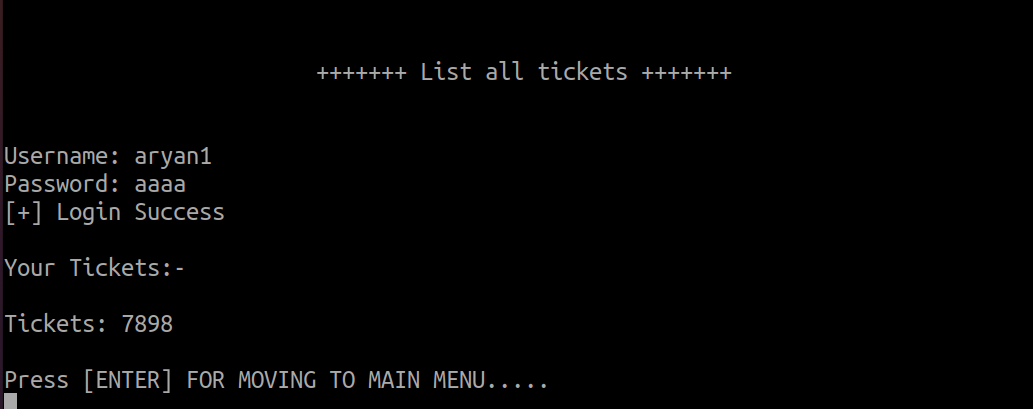 +++++++ List all tickets +++++++
Username: aryan1
Password: aaaa
[+] Login Success
Your Tickets:-
Tickets: 7898
Press [ENTER] FOR MOVING TO MAIN MENU.....